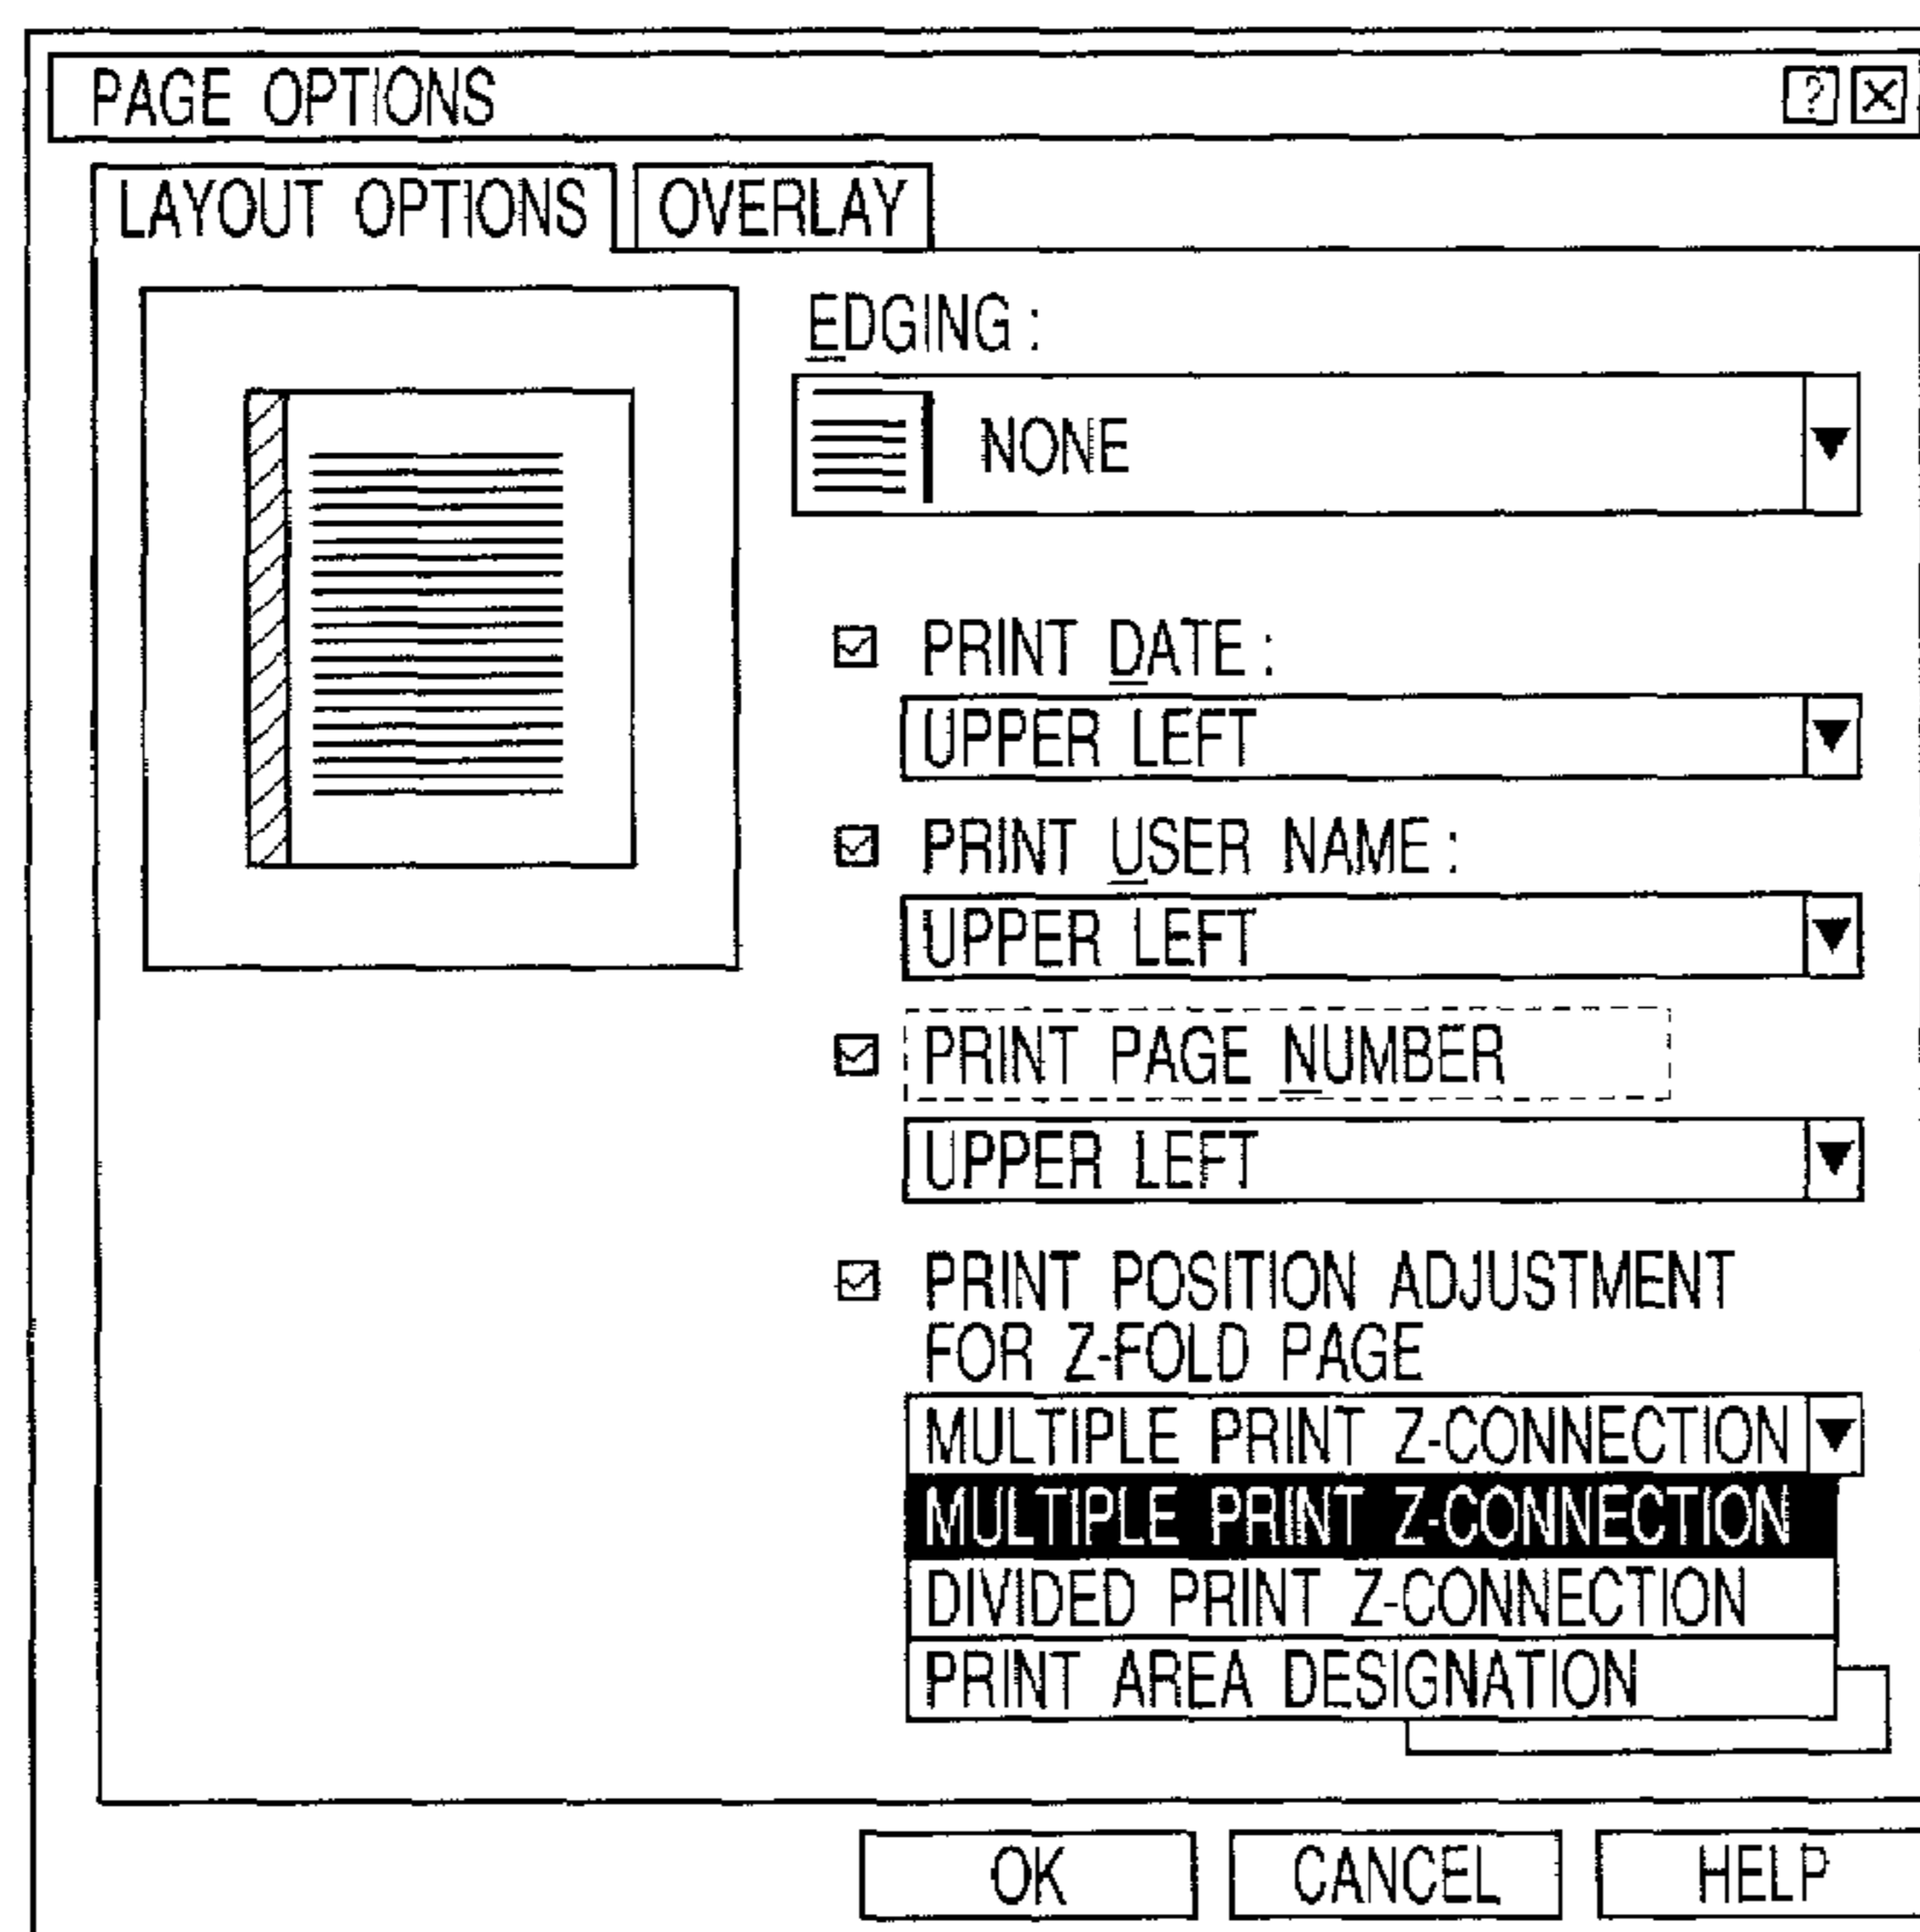 PAGE OPTIONS ? X
LAYOUT OPTIONS OVERLAY
EDGING :
NONE
PRINT DATE :
UPPER LEFT
PRINT USER NAME :
UPPER LEFT
PRINT PAGE NUMBER
UPPER LEFT
PRINT POSITION ADJUSTMENT
FOR Z-FOLD PAGE
MULTIPLE PRINT Z-CONNECTION
MULTIPLE PRINT Z-CONNECTION
DIVIDED PRINT Z-CONNECTION
PRINT AREA DESIGNATION
OK CANCEL HELP